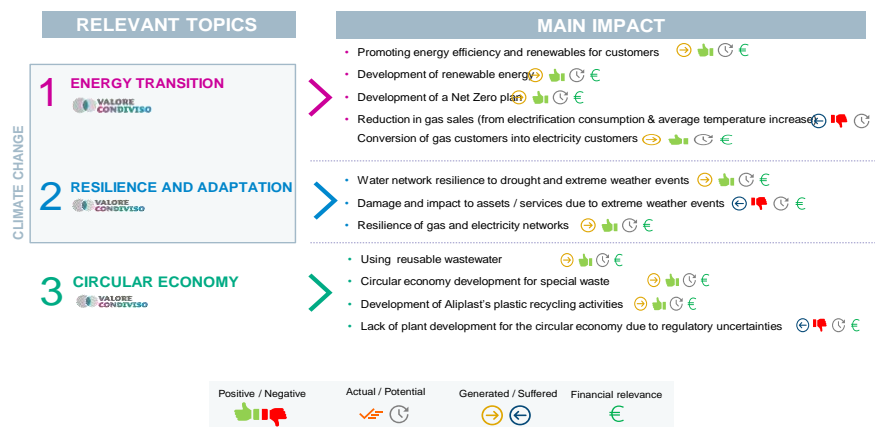 RELEVANT TOPICS
MAIN IMPACT
CLIMATE CHANGE
1 ENERGY TRANSITION
VALORE
CONDIVISO
• Promoting energy efficiency and renewables for customers €
• Development of renewable energy €
• Development of a Net Zero plan €
• Reduction in gas sales (from electrification consumption & average temperature increase)
Conversion of gas customers into electricity customers €
2 RESILIENCE AND ADAPTATION
VALORE
CONDIVISO
• Water network resilience to drought and extreme weather events €
• Damage and impact to assets / services due to extreme weather events €
• Resilience of gas and electricity networks €
3 CIRCULAR ECONOMY
VALORE
CONDIVISO
• Using reusable wastewater €
• Circular economy development for special waste €
• Development of Aliplast's plastic recycling activities €
• Lack of plant development for the circular economy due to regulatory uncertainties €
Positive / Negative
Actual / Potential
Generated / Suffered
Financial relevance
€